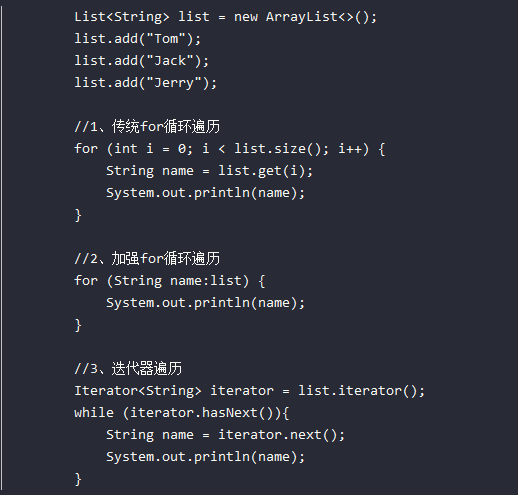 List<String> list = new ArrayList<>();
list.add("Tom");
list.add("Jack");
list.add("Jerry");
//1、传统for循环遍历
for (int i = 0; i < list.size(); i++) {
String name = list.get(i);
System.out.println(name);
}
//2、加强for循环遍历
for (String name:list) {
System.out.println(name);
}
//3、迭代器遍历
Iterator<String> iterator = list.iterator();
while (iterator.hasNext()){
String name = iterator.next();
System.out.println(name);
}